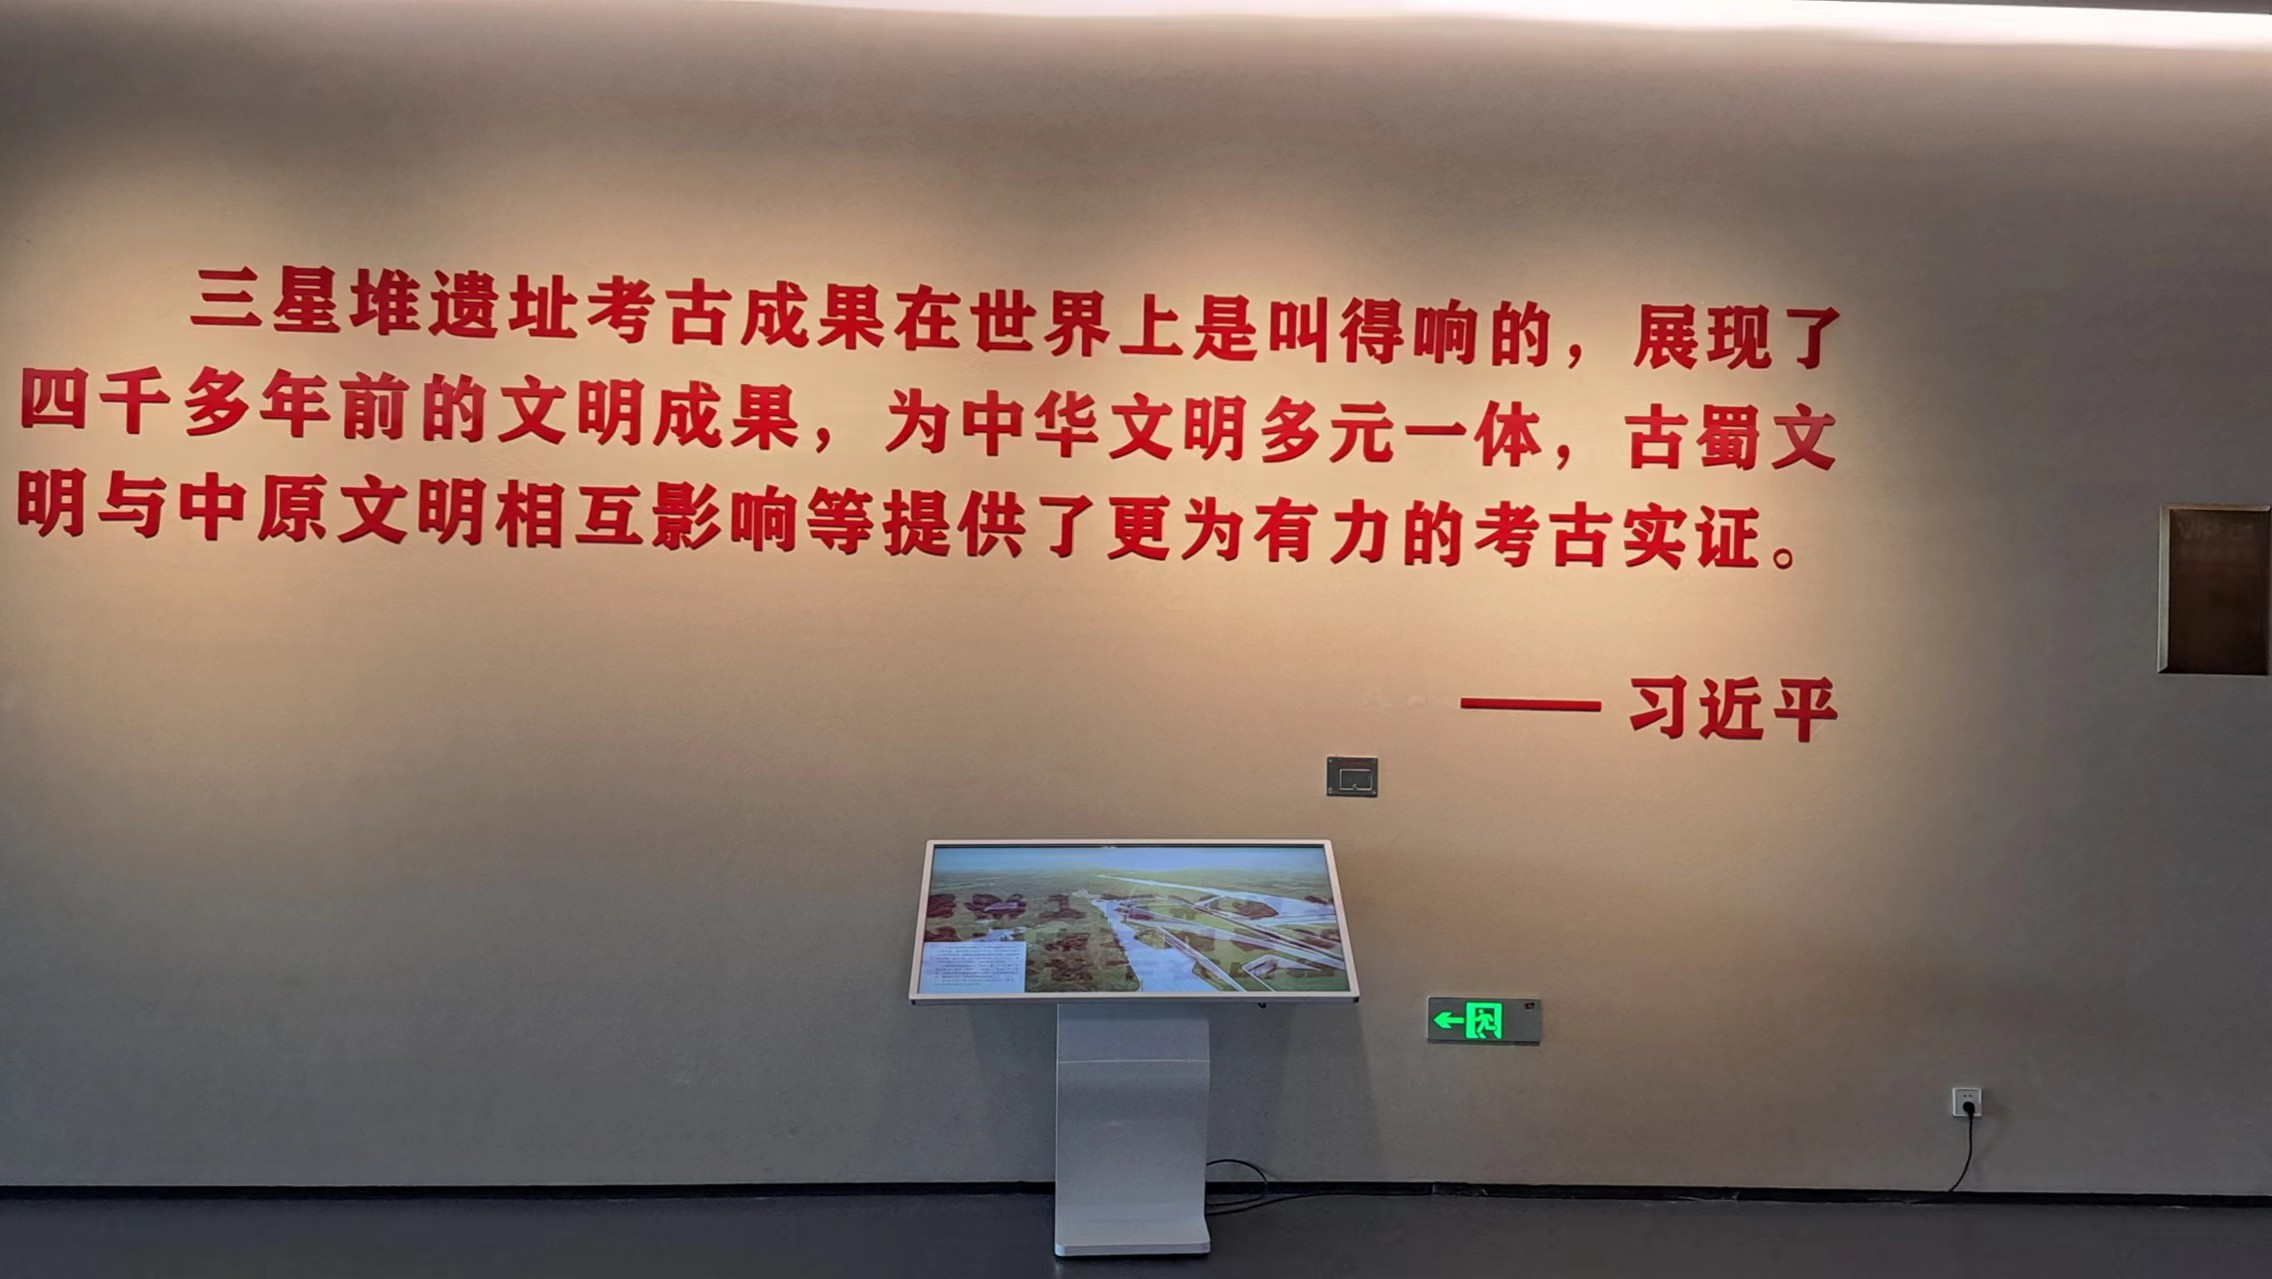 三星堆遗址考古成果在世界上是叫得响的，展现了
四千多年前的文明成果，为中华文明多元一体，古蜀文
明与中原文明相互影响等提供了更为有力的考古实证。
—— 习近平